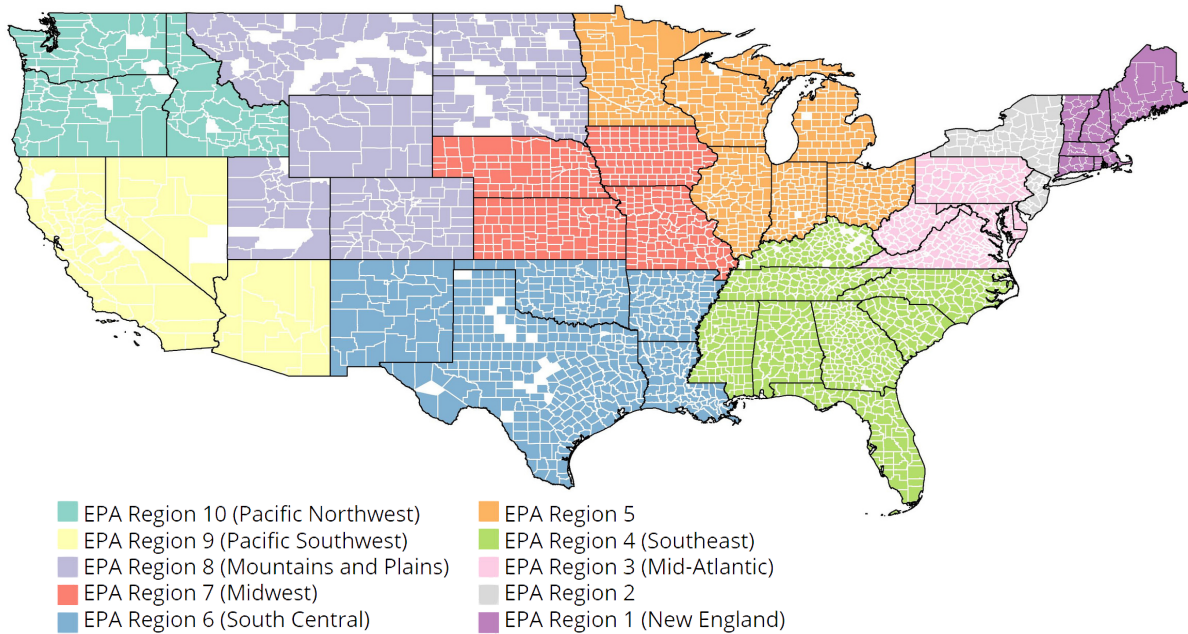 EPA Region 10 (Pacific Northwest)
EPA Region 9 (Pacific Southwest)
EPA Region 8 (Mountains and Plains)
EPA Region 7 (Midwest)
EPA Region 6 (South Central)
EPA Region 5
EPA Region 4 (Southeast)
EPA Region 3 (Mid-Atlantic)
EPA Region 2
EPA Region 1 (New England)